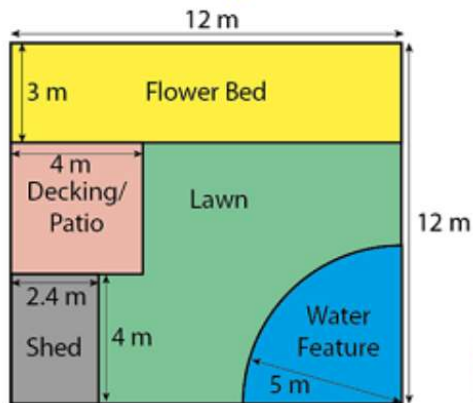 12 m
3 m
Flower Bed
4 m
Decking/
Patio
Lawn
12 m
2.4 m
Shed
4 m
Water
Feature
5 m